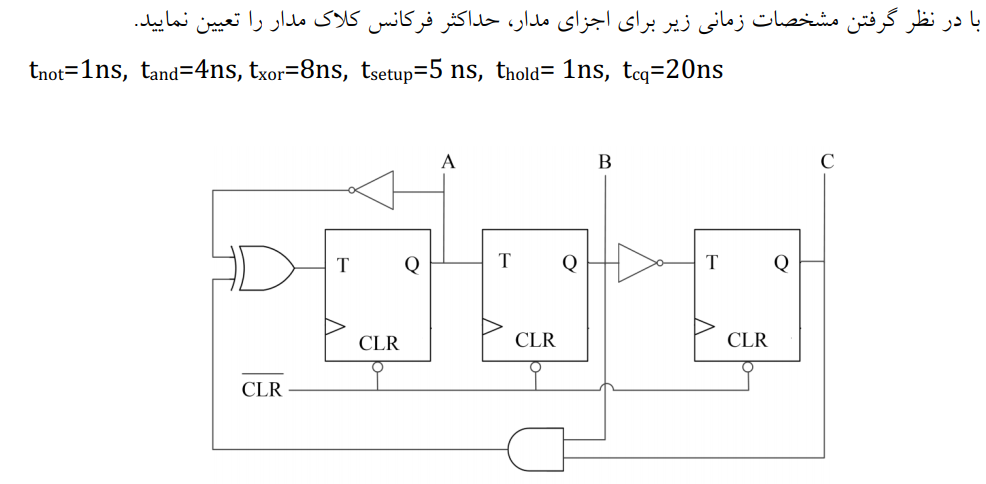 با در نظر گرفتن مشخصات زمانی زیر برای اجزای مدار، حداکثر فرکانس کلاک مدار را تعیین نمایید.
tnot=1ns, tand=4ns, txor=8ns, tsetup=5 ns, thold= 1ns, tcq=20ns
A B C
T Q T Q T Q
CLR CLR CLR
CLR